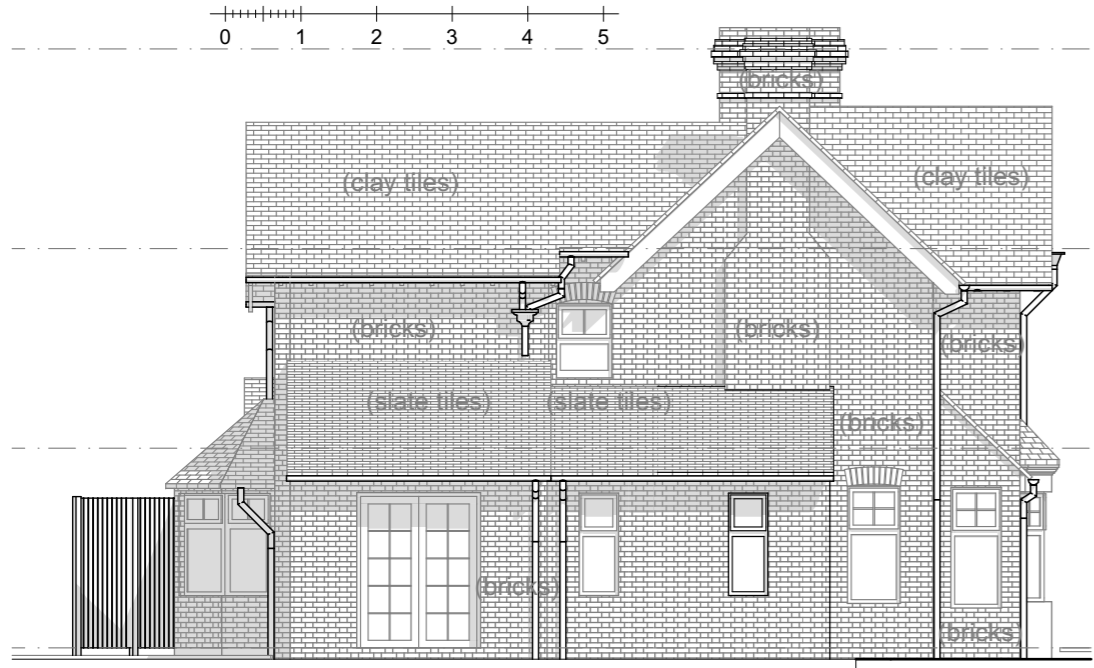 0 1 2 3 4 5
(bricks)
(clay tiles) (clay tiles)
(bricks) (bricks) (bricks)
(slate tiles) (slate tiles)
(bricks)
(bricks)
(bricks)